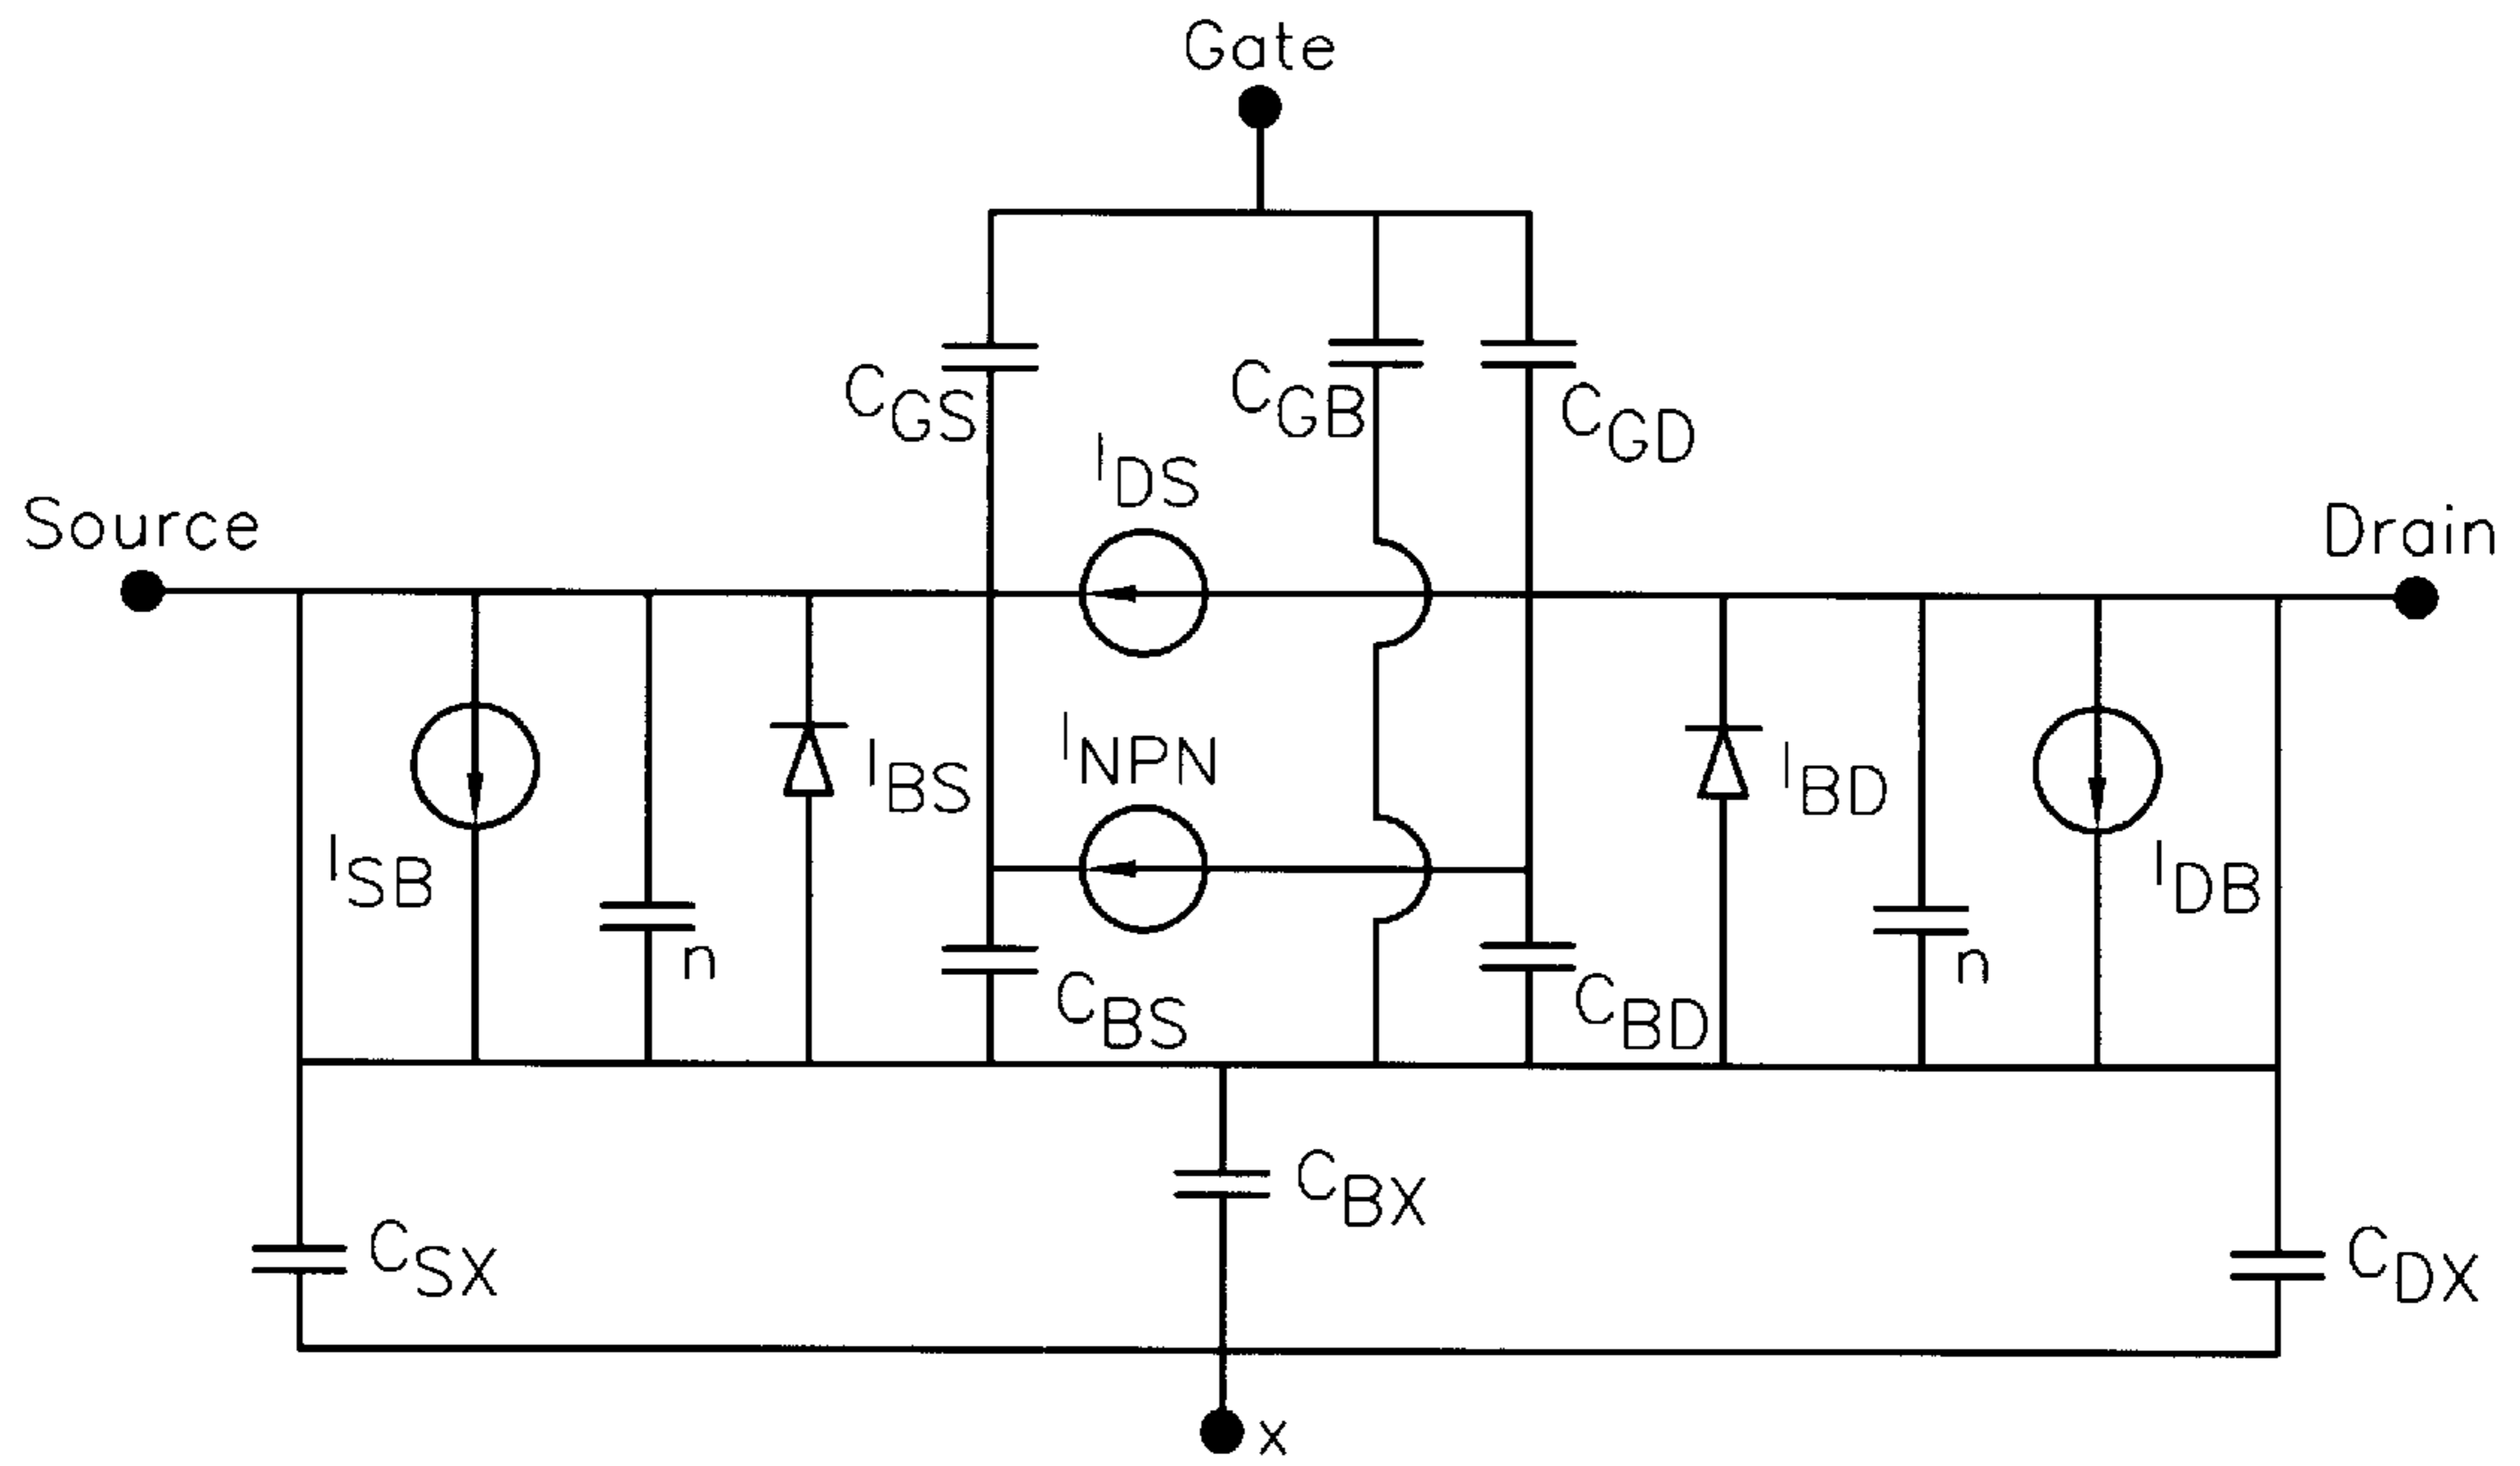 Gate
C_GS
C_GB
C_GD
I_DS
Source
Drain
I_NPN
I_BS
I_BD
I_SB
I_DB
n
n
C_BS
C_BD
C_BX
C_SX
C_DX
x